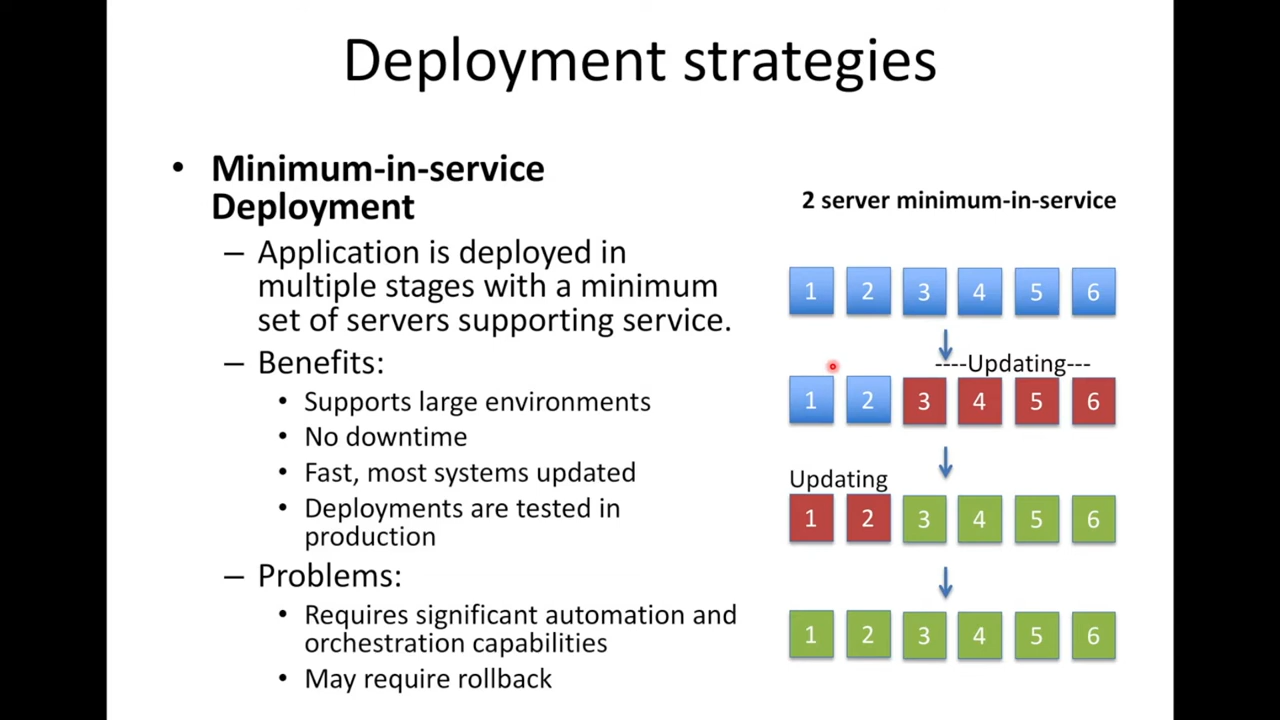 Deployment strategies
• Minimum-in-service
Deployment
– Application is deployed in
multiple stages with a minimum
set of servers supporting service.
– Benefits:
• Supports large environments
• No downtime
• Fast, most systems updated
• Deployments are tested in
production
– Problems:
• Requires significant automation and
orchestration capabilities
• May require rollback
2 server minimum-in-service
1 2 3 4 5 6
----Updating---
1 2 3 4 5 6
Updating
1 2 3 4 5 6
1 2 3 4 5 6